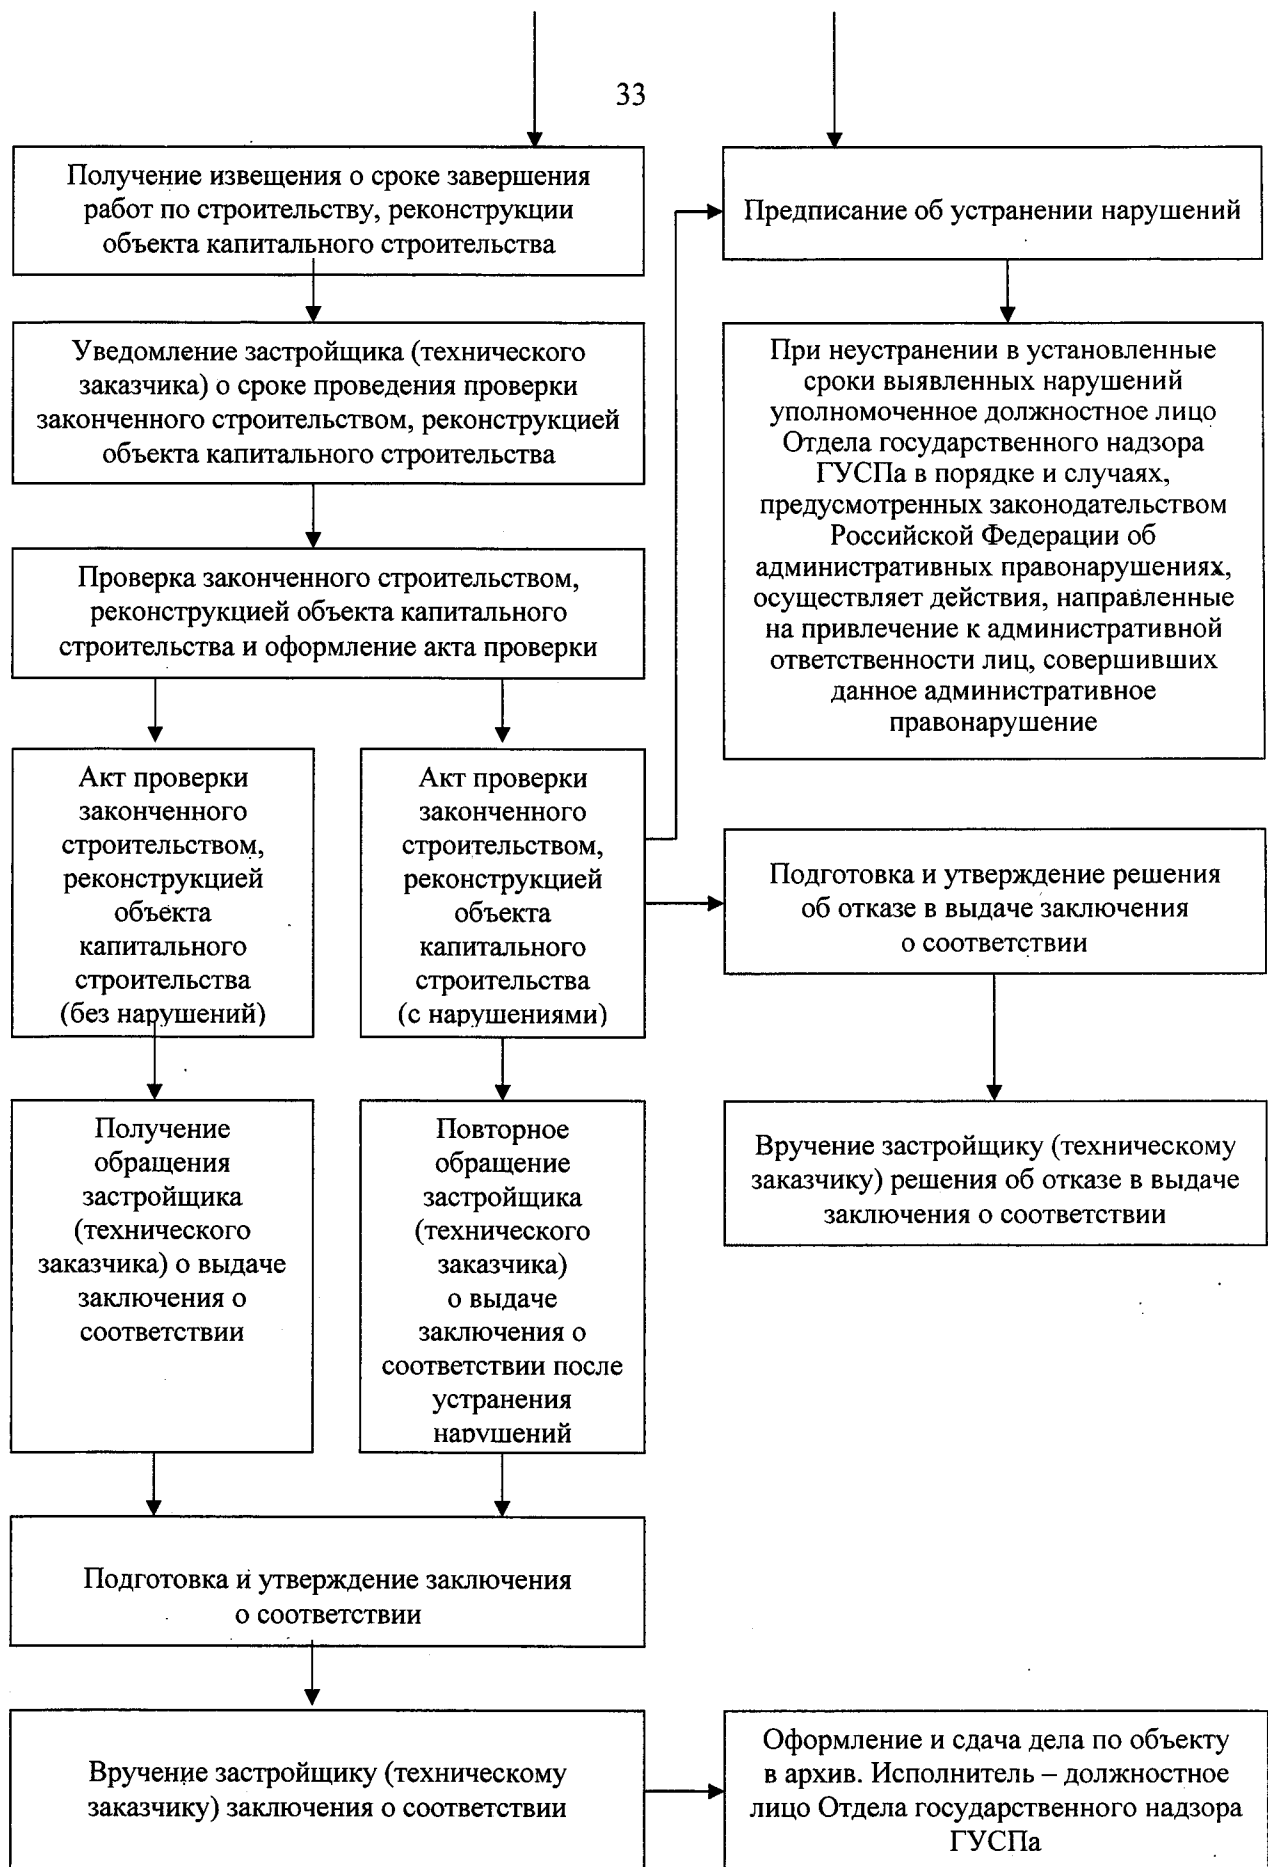 33
Получение извещения о сроке завершения
работ по строительству, реконструкции
объекта капитального строительства
Предписание об устранении нарушений
Уведомление застройщика (технического
заказчика) о сроке проведения проверки
законченного строительством, реконструкцией
объекта капитального строительства
При неустранении в установленные
сроки выявленных нарушений
уполномоченное должностное лицо
Отдела государственного надзора
ГУСПа в порядке и случаях,
предусмотренных законодательством
Российской Федерации об
административных правонарушениях,
осуществляет действия, направленные
на привлечение к административной
ответственности лиц, совершивших
данное административное
правонарушение
Проверка законченного строительством,
реконструкцией объекта капитального
строительства и оформление акта проверки
Акт проверки
законченного
строительством,
реконструкцией
объекта
капитального
строительства
(без нарушений)
Акт проверки
законченного
строительством,
реконструкцией
объекта
капитального
строительства
(с нарушениями)
Подготовка и утверждение решения
об отказе в выдаче заключения
о соответствии
Получение
обращения
застройщика
(технического
заказчика) о выдаче
заключения о
соответствии
Повторное
обращение
застройщика
(технического
заказчика)
о выдаче
заключения о
соответствии после
устранения
нарушений
Вручение застройщику (техническому
заказчику) решения об отказе в выдаче
заключения о соответствии
Подготовка и утверждение заключения
о соответствии
Вручение застройщику (техническому
заказчику) заключения о соответствии
Оформление и сдача дела по объекту
в архив. Исполнитель – должностное
лицо Отдела государственного надзора
ГУСПа